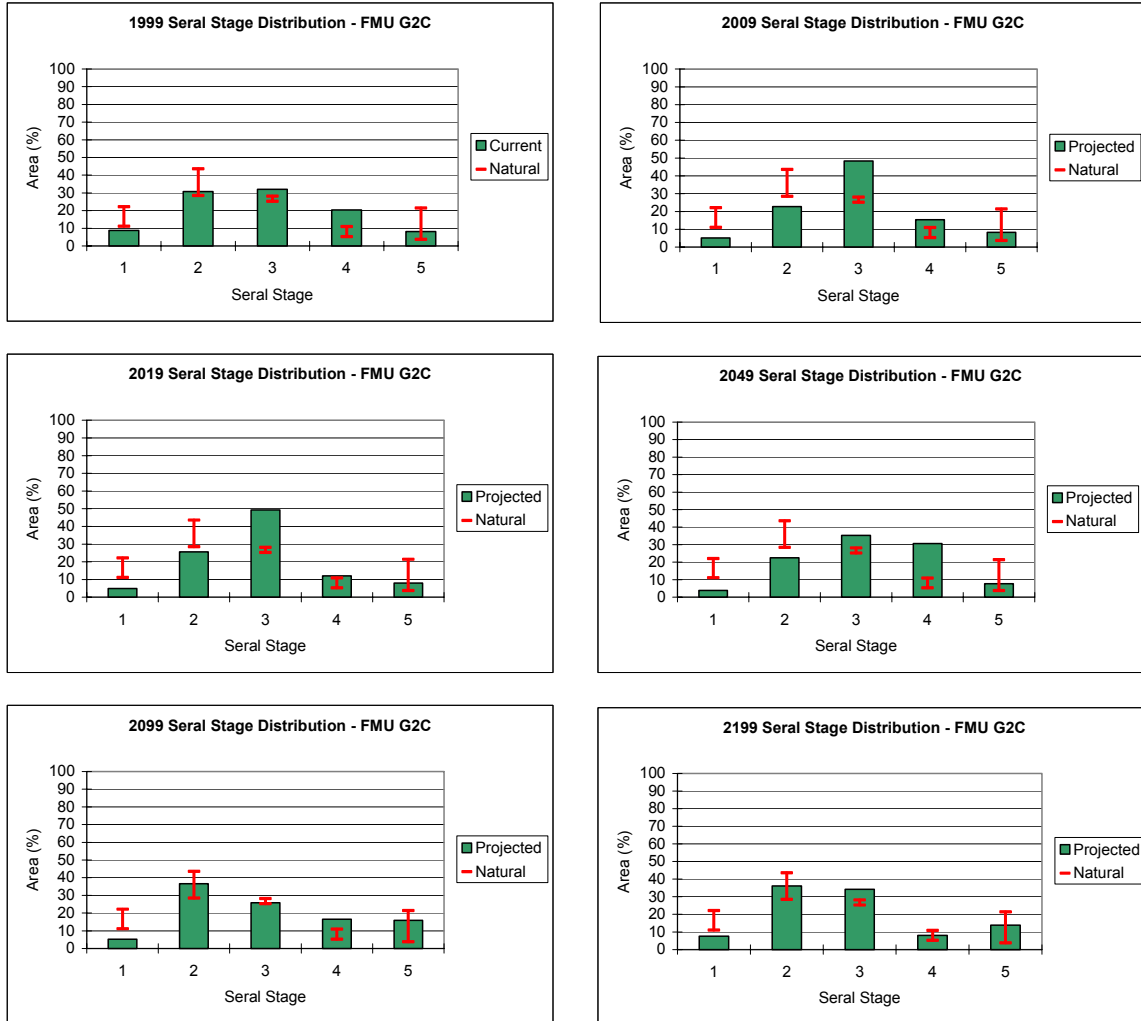 1999 Seral Stage Distribution - FMU G2C
100
90
80
70
60
50
40
30
20
10
0
Area (%)
1 2 3 4 5
Seral Stage
Current
Natural
2009 Seral Stage Distribution - FMU G2C
100
90
80
70
60
50
40
30
20
10
0
Area (%)
1 2 3 4 5
Seral Stage
Projected
Natural
2019 Seral Stage Distribution - FMU G2C
100
90
80
70
60
50
40
30
20
10
0
Area (%)
1 2 3 4 5
Seral Stage
Projected
Natural
2049 Seral Stage Distribution - FMU G2C
100
90
80
70
60
50
40
30
20
10
0
Area (%)
1 2 3 4 5
Seral Stage
Projected
Natural
2099 Seral Stage Distribution - FMU G2C
100
90
80
70
60
50
40
30
20
10
0
Area (%)
1 2 3 4 5
Seral Stage
Projected
Natural
2199 Seral Stage Distribution - FMU G2C
100
90
80
70
60
50
40
30
20
10
0
Area (%)
1 2 3 4 5
Seral Stage
Projected
Natural